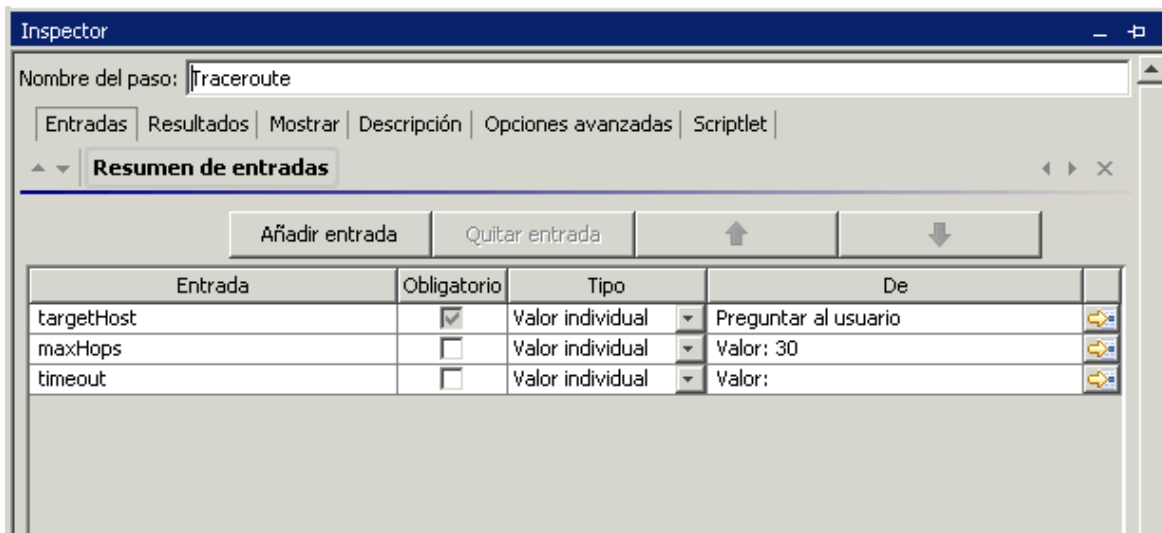 Inspector
Nombre del paso: Traceroute
Entradas Resultados Mostrar Descripción Opciones avanzadas Scriptlet
Resumen de entradas
Añadir entrada Quitar entrada
Entrada Obligatorio Tipo De
targetHost Valor individual Preguntar al usuario
maxHops Valor individual Valor: 30
timeout Valor individual Valor: